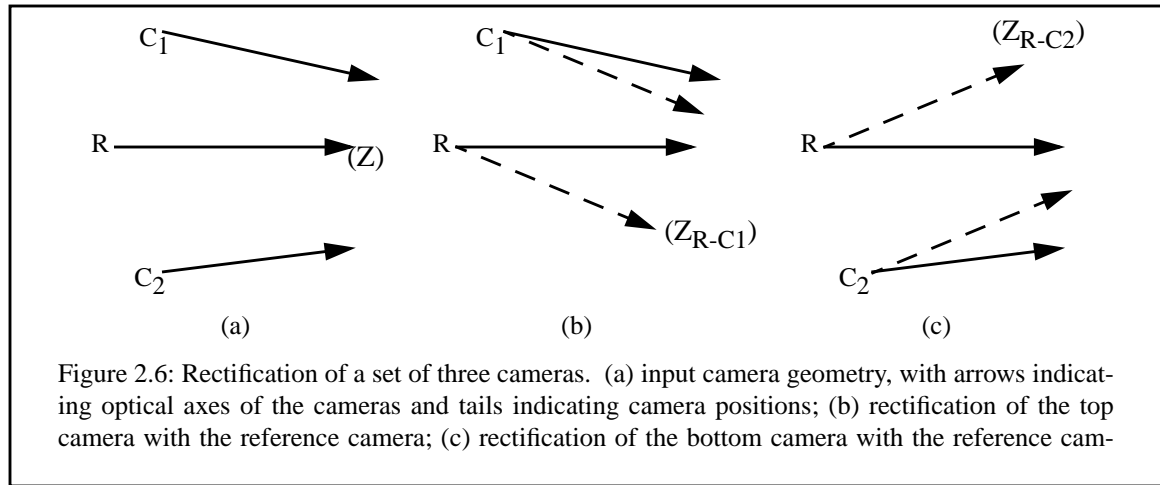 C1
R
(Z)
C2
(a)
C1
R
(ZR-C1)
(b)
(ZR-C2)
R
C2
(c)
Figure 2.6: Rectification of a set of three cameras. (a) input camera geometry, with arrows indicat-
ing optical axes of the cameras and tails indicating camera positions; (b) rectification of the top
camera with the reference camera; (c) rectification of the bottom camera with the reference cam-